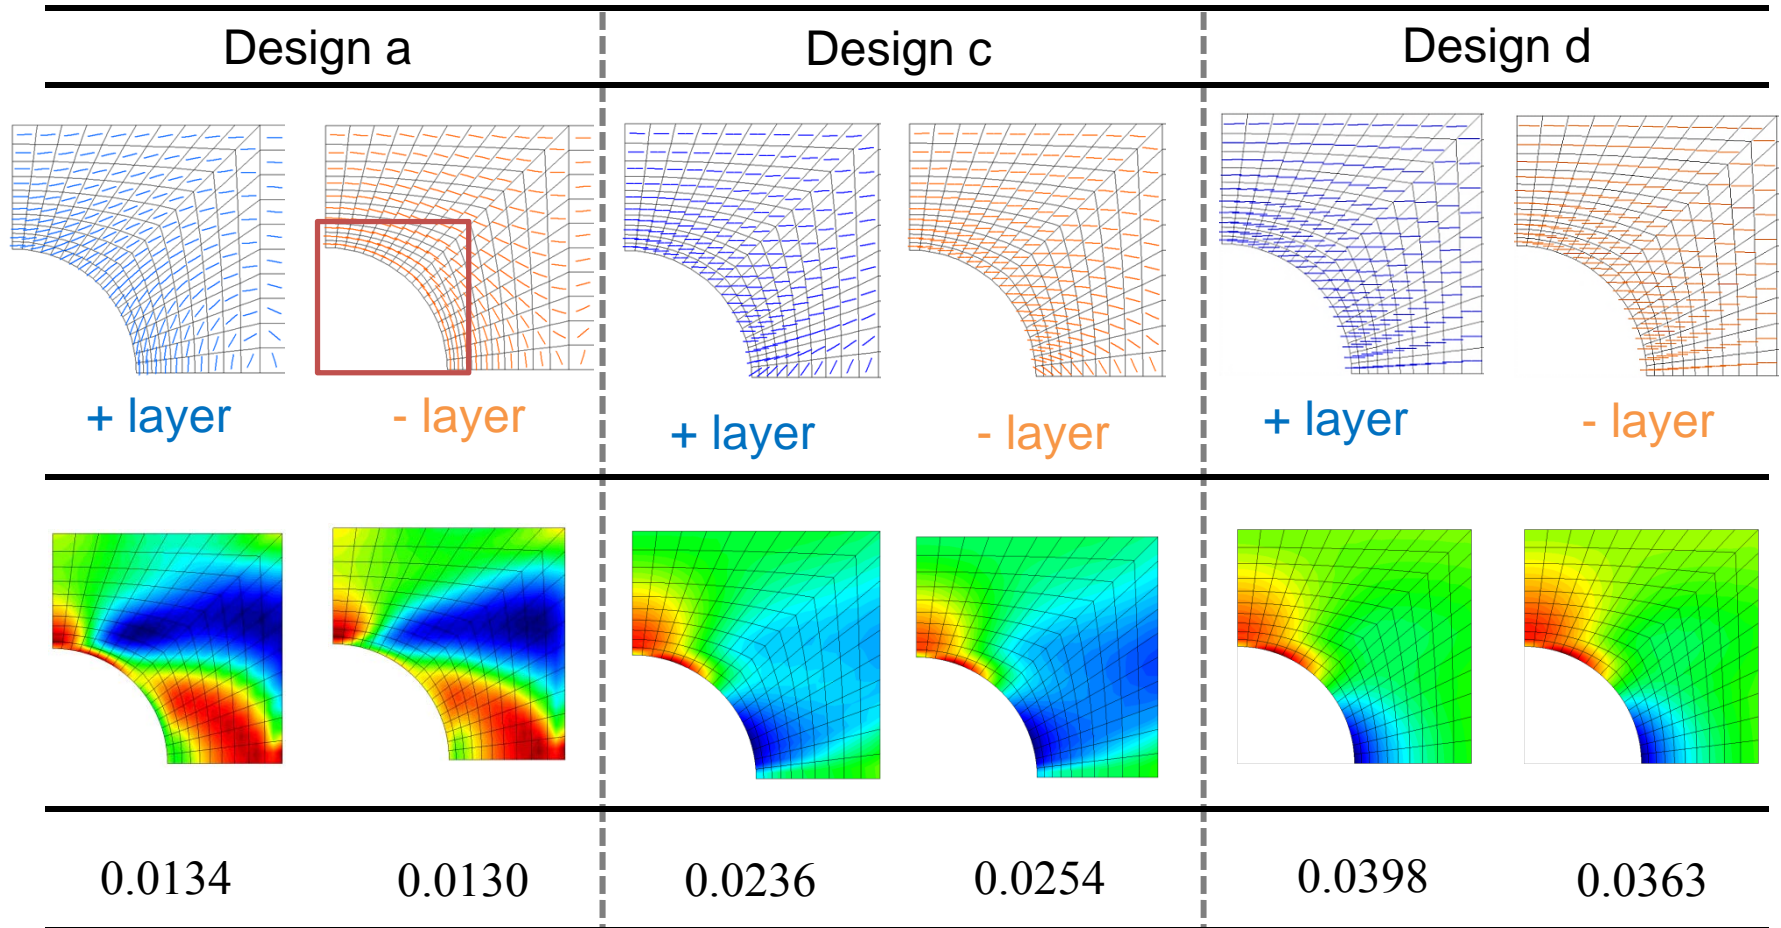 Design a Design c Design d
+ layer - layer + layer - layer + layer - layer
0.0134 0.0130 0.0236 0.0254 0.0398 0.0363